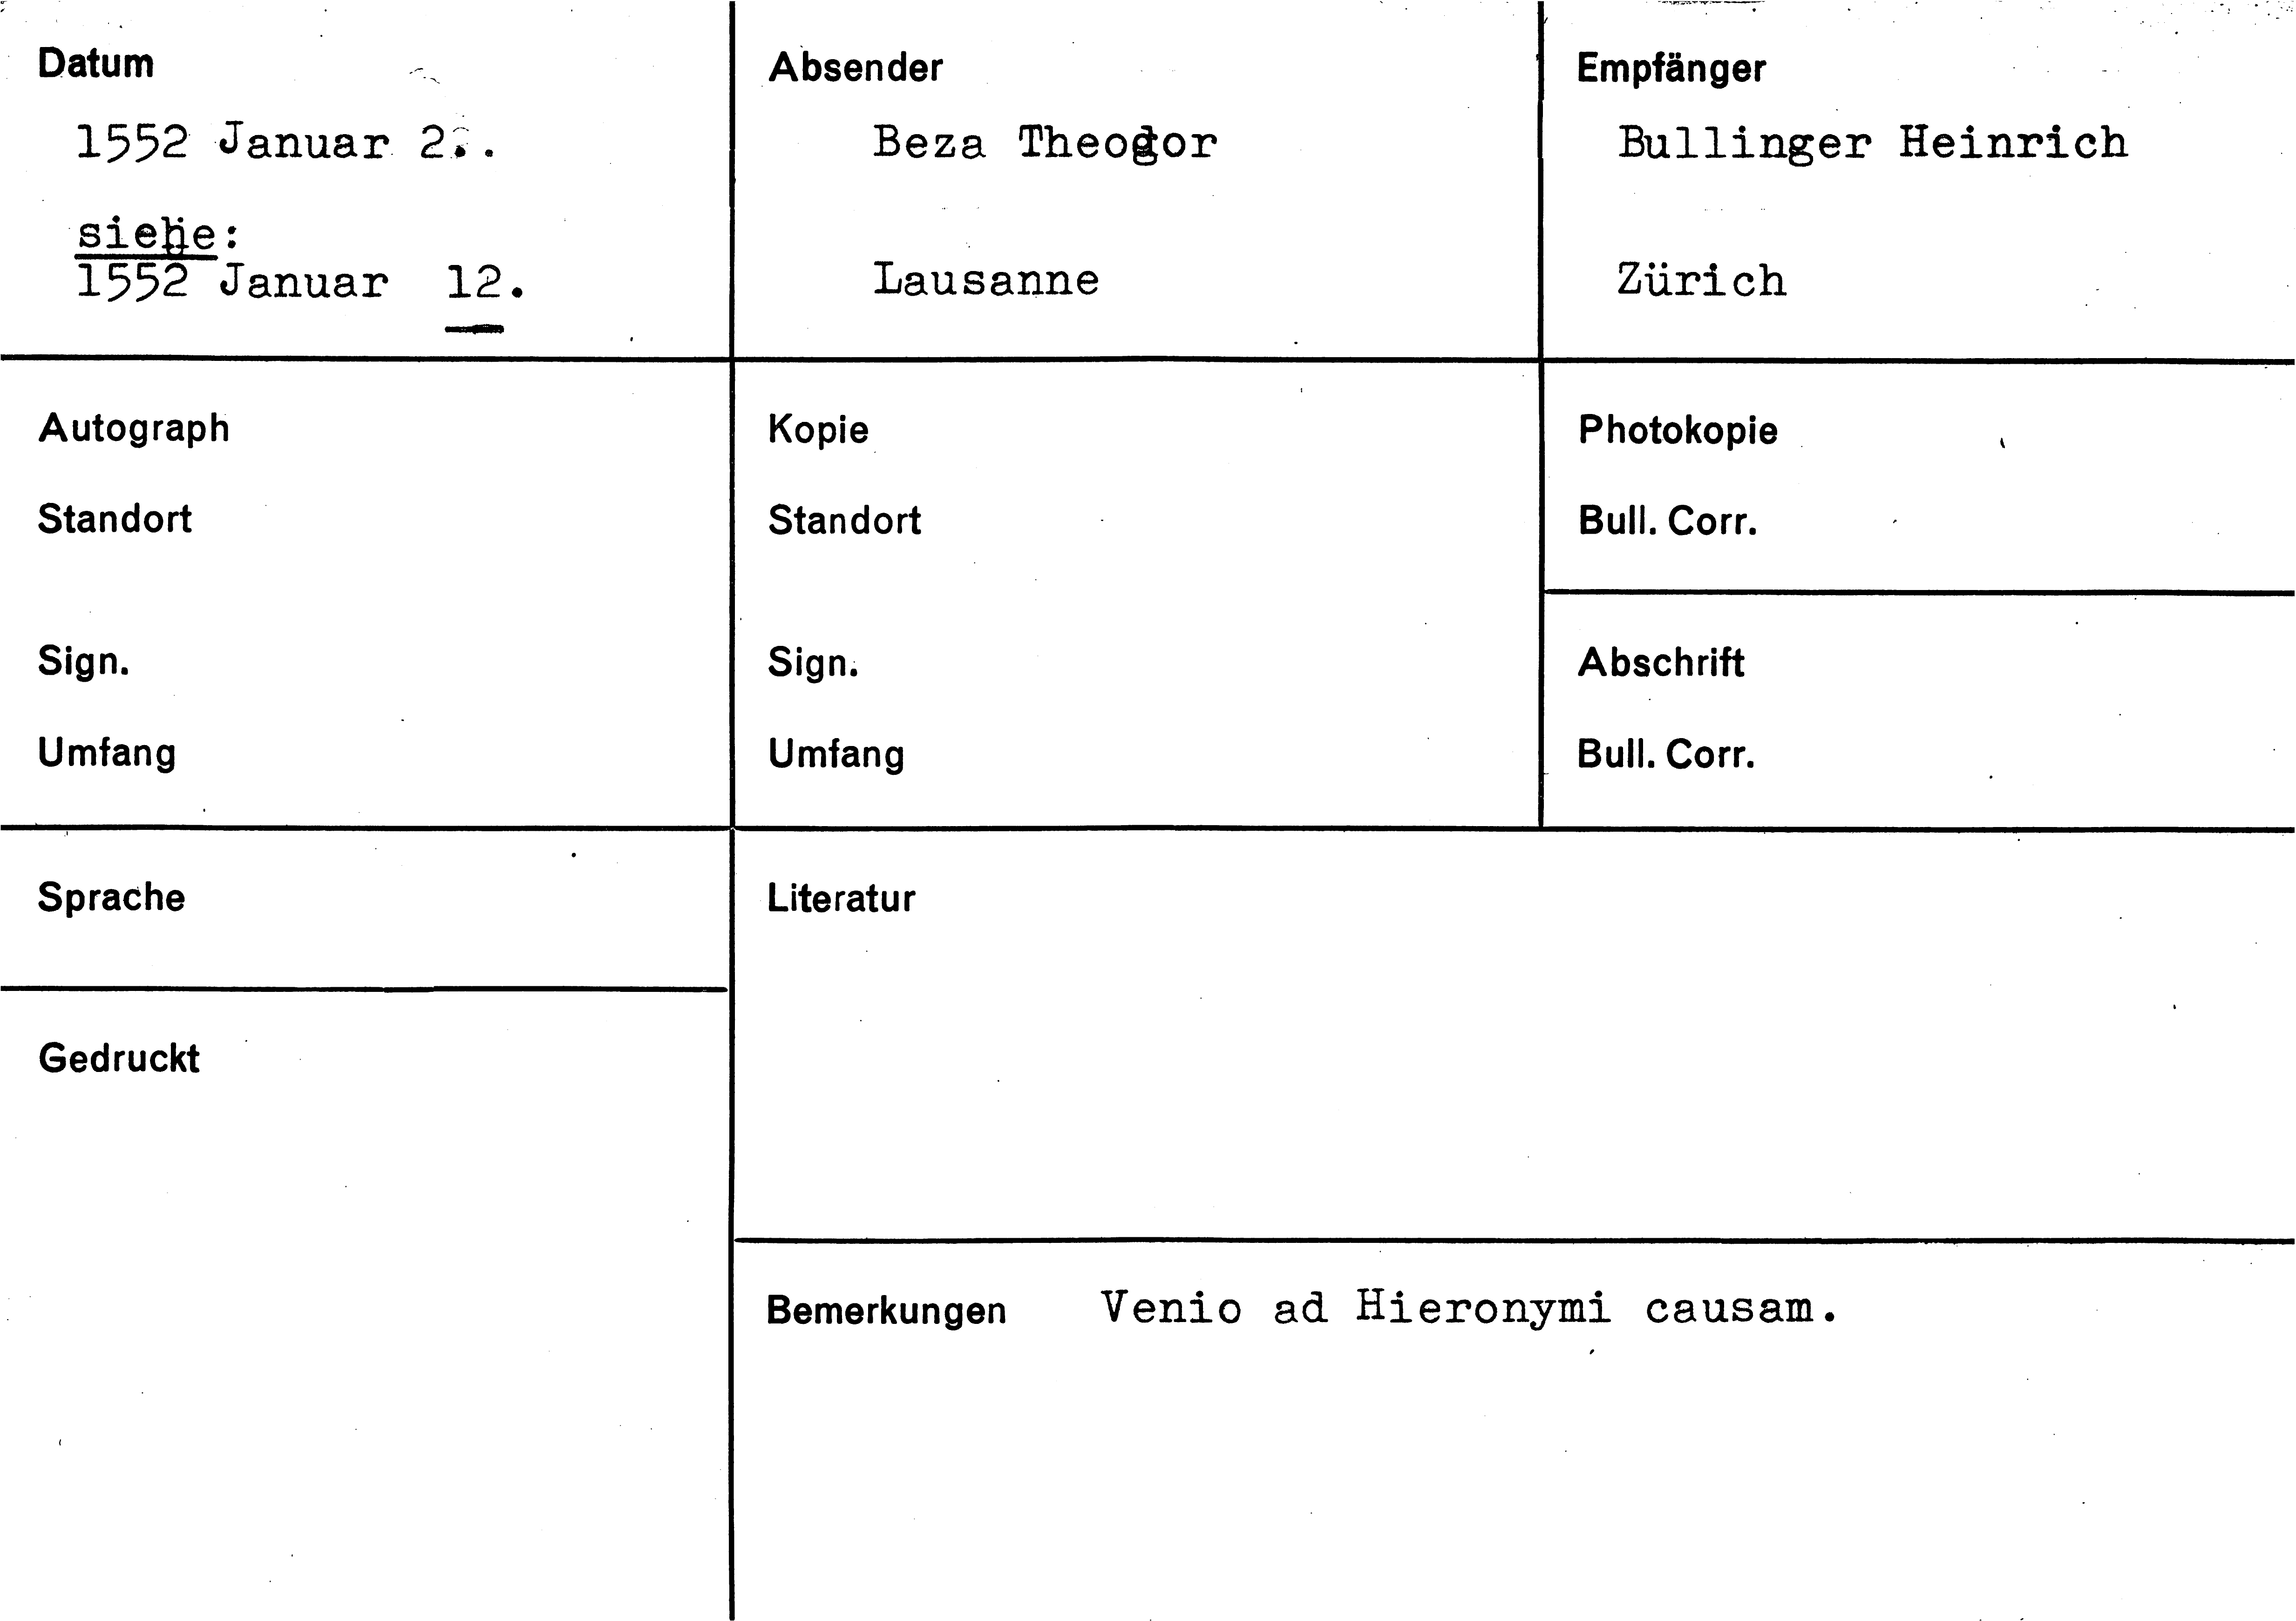 Datum
1552 Januar 2..
siehe:
1552 Januar 12.
Absender
Beza Theodor
Lausanne
Empfänger
Bullinger Heinrich
Zürich
Autograph
Standort
Sign.
Umfang
Kopie
Standort
Sign.
Umfang
Photokopie
Bull. Corr.
Abschrift
Bull. Corr.
Sprache
Gedruckt
Literatur
Bemerkungen Venio ad Hieronymi causam.